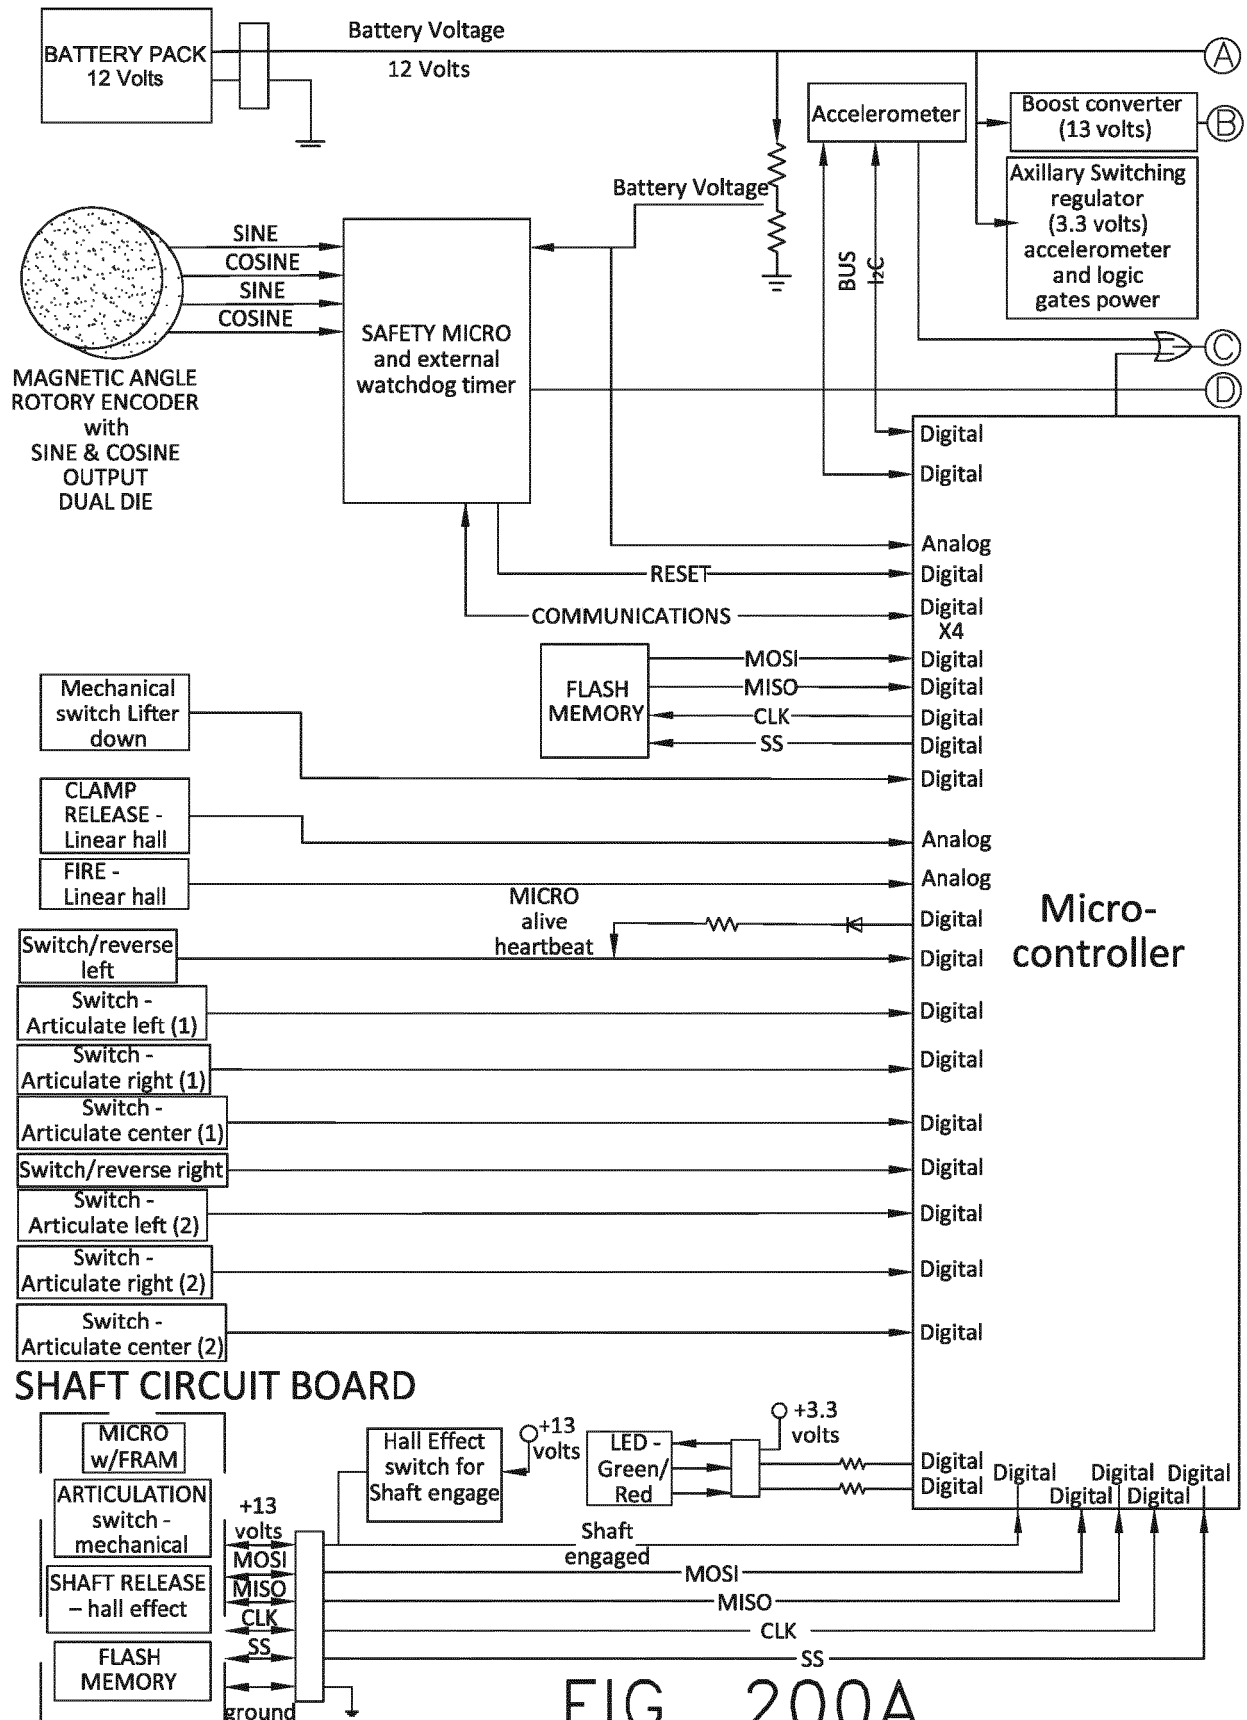 BATTERY PACK
12 Volts
Battery Voltage
12 Volts
A
Accelerometer
Boost converter
(13 volts)
B
Axillary Switching
regulator
(3.3 volts)
accelerometer
and logic
gates power
Battery Voltage
BUS
I₂C
C
D
SINE
COSINE
SINE
COSINE
SAFETY MICRO
and external
watchdog timer
MAGNETIC ANGLE
ROTORY ENCODER
with
SINE & COSINE
OUTPUT
DUAL DIE
Digital
Digital
Analog
RESET
Digital
COMMUNICATIONS
Digital
X4
FLASH
MEMORY
MOSI
Digital
MISO
Digital
CLK
Digital
SS
Digital
Mechanical
switch Lifter
down
Digital
CLAMP
RELEASE -
Linear hall
Analog
FIRE -
Linear hall
Analog
MICRO
alive
heartbeat
Digital
Micro-
controller
Switch/reverse
left
Digital
Switch -
Articulate left (1)
Digital
Switch -
Articulate right (1)
Digital
Switch -
Articulate center (1)
Digital
Switch/reverse right
Digital
Switch -
Articulate left (2)
Digital
Switch -
Articulate right (2)
Digital
Switch -
Articulate center (2)
Digital
SHAFT CIRCUIT BOARD
MICRO
w/FRAM
ARTICULATION
switch -
mechanical
SHAFT RELEASE
– hall effect
FLASH
MEMORY
+13
volts
MOSI
MISO
CLK
SS
ground
Hall Effect
switch for
Shaft engage
+13
volts
LED -
Green/
Red
+3.3
volts
Digital
Digital
Digital
Digital
Digital
Digital
Digital
Shaft
engaged
MOSI
MISO
CLK
SS
FIG. 200A